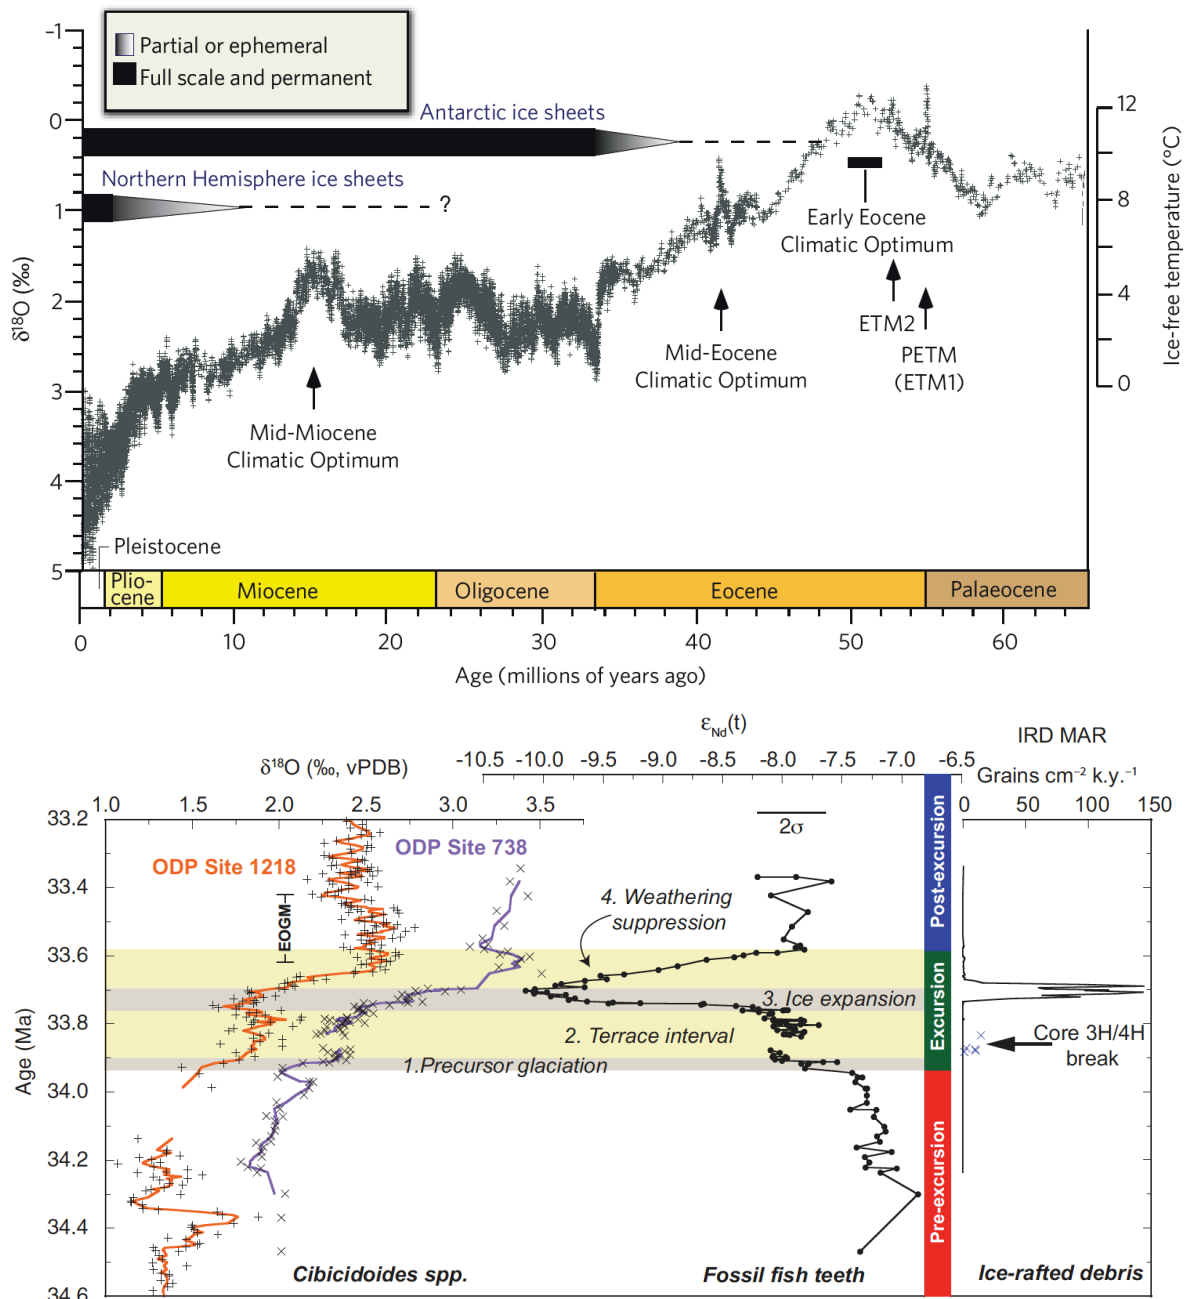 Partial or ephemeral
Full scale and permanent
Antarctic ice sheets
Northern Hemisphere ice sheets
?
Early Eocene
Climatic Optimum
ETM2
PETM
(ETM1)
Mid-Eocene
Climatic Optimum
Mid-Miocene
Climatic Optimum
δ¹⁸O (‰)
-1
0
1
2
3
4
5
Ice-free temperature (°C)
12
8
4
0
Pleistocene
Plio-
cene
Miocene
Oligocene
Eocene
Palaeocene
0 10 20 30 40 50 60
Age (millions of years ago)
εNd(t)
-10.5 -10.0 -9.5 -9.0 -8.5 -8.0 -7.5 -7.0 -6.5
IRD MAR
Grains cm⁻² k.y.⁻¹
0 50 100 150
δ¹⁸O (‰, vPDB)
1.0 1.5 2.0 2.5 3.0 3.5
2σ
Age (Ma)
33.2
33.4
33.6
33.8
34.0
34.2
34.4
34.6
ODP Site 1218
ODP Site 738
EOGM
4. Weathering
suppression
3. Ice expansion
2. Terrace interval
1.Precursor glaciation
Post-excursion
Excursion
Pre-excursion
Core 3H/4H
break
Cibicidoides spp.
Fossil fish teeth
Ice-rafted debris